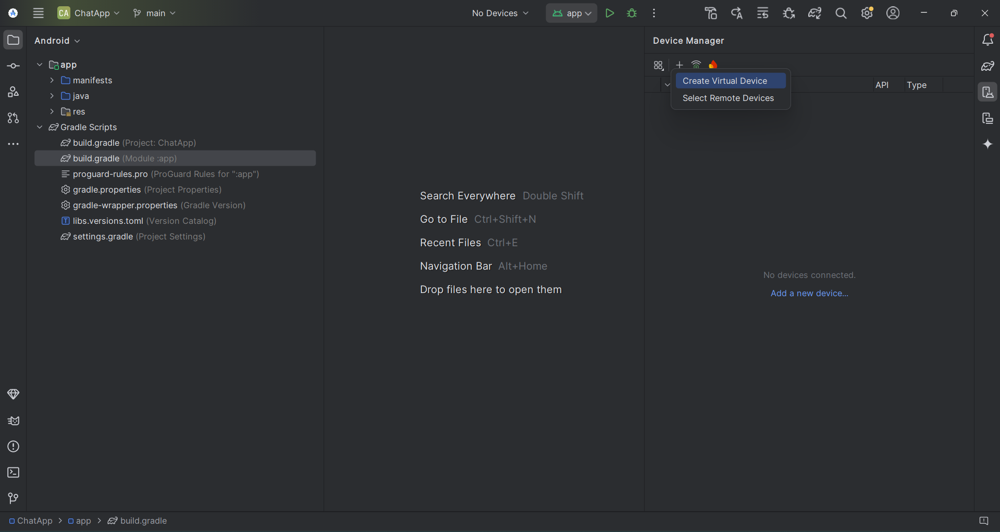 CA ChatApp main No Devices app
Android
Device Manager
app
manifests
java
res
Gradle Scripts
build.gradle (Project: ChatApp)
build.gradle (Module :app)
proguard-rules.pro (ProGuard Rules for ":app")
gradle.properties (Project Properties)
gradle-wrapper.properties (Gradle Version)
T libs.versions.toml (Version Catalog)
settings.gradle (Project Settings)
Search Everywhere Double Shift
Go to File Ctrl+Shift+N
Recent Files Ctrl+E
Navigation Bar Alt+Home
Drop files here to open them
API Type
Create Virtual Device
Select Remote Devices
No devices connected.
Add a new device...
ChatApp > app > build.gradle